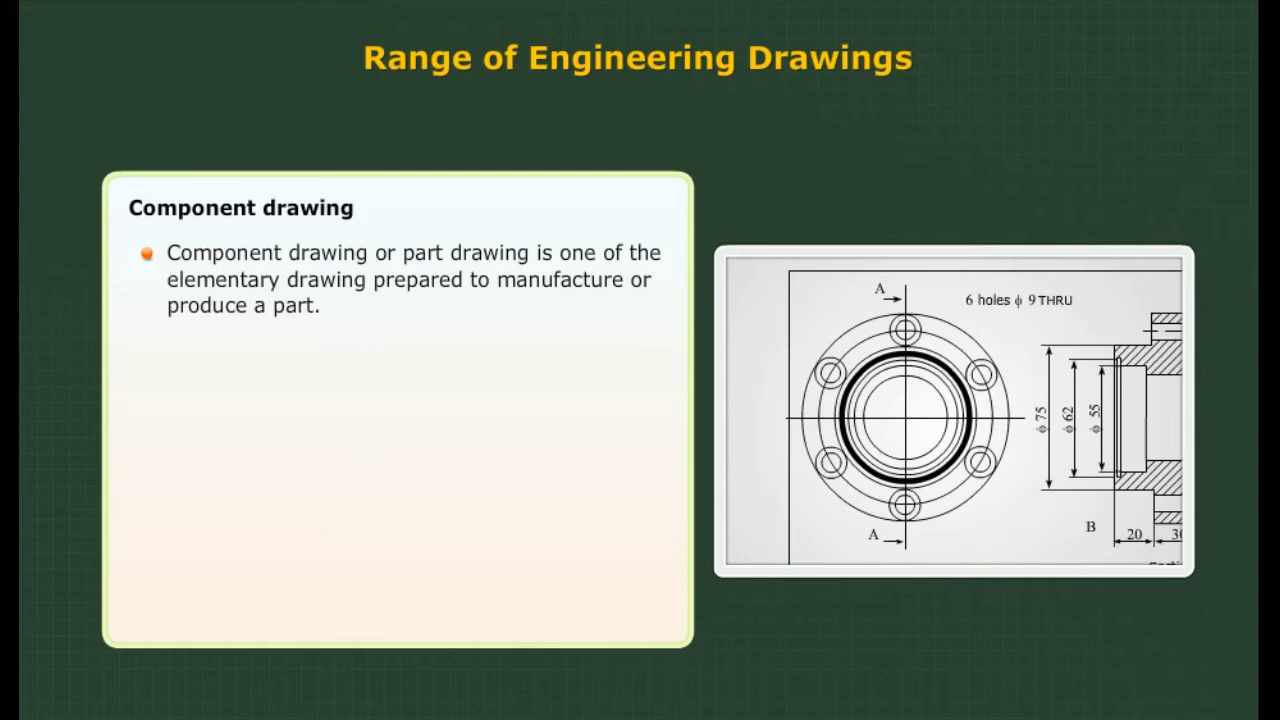 Range of Engineering Drawings
Component drawing
Component drawing or part drawing is one of the
elementary drawing prepared to manufacture or
produce a part.
A
6 holes ϕ 9 THRU
ϕ 75
ϕ 62
ϕ 55
A
B
20